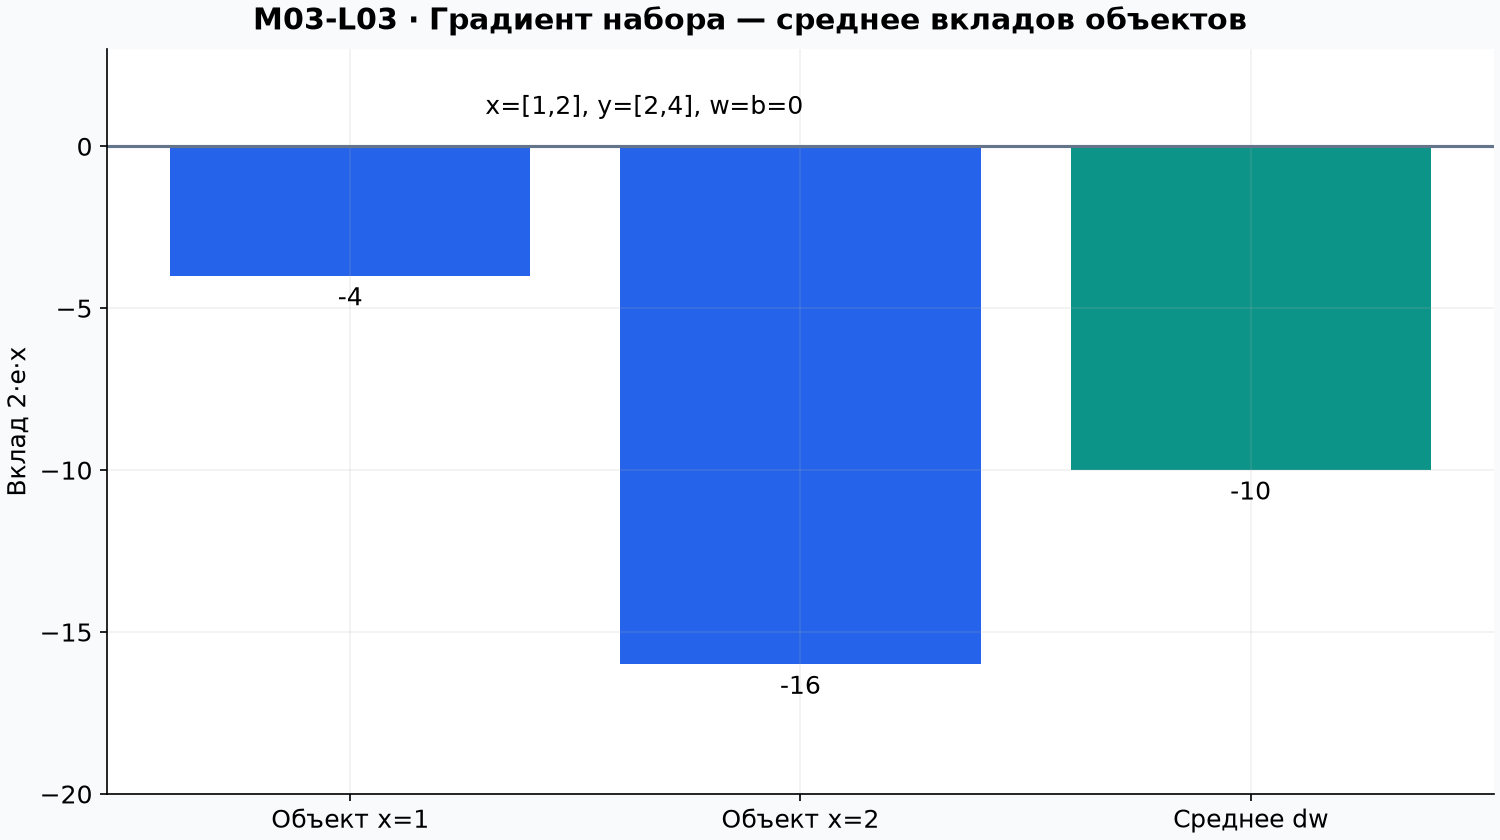 M03-L03 · Градиент набора — среднее вкладов объектов
x=[1,2], y=[2,4], w=b=0
Вклад 2·e·x
0
−5
−10
−15
−20
-4
-16
-10
Объект x=1
Объект x=2
Среднее dw